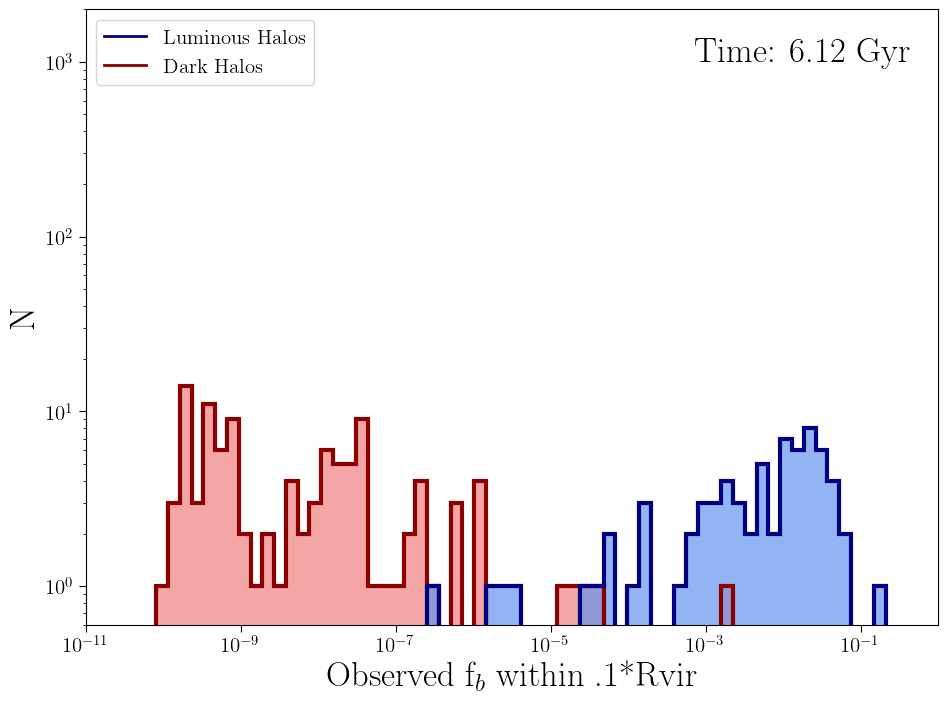 Luminous Halos
Dark Halos
Time: 6.12 Gyr
10³
10²
10¹
10⁰
N
10⁻¹¹ 10⁻⁹ 10⁻⁷ 10⁻⁵ 10⁻³ 10⁻¹
Observed f_b within .1*Rvir